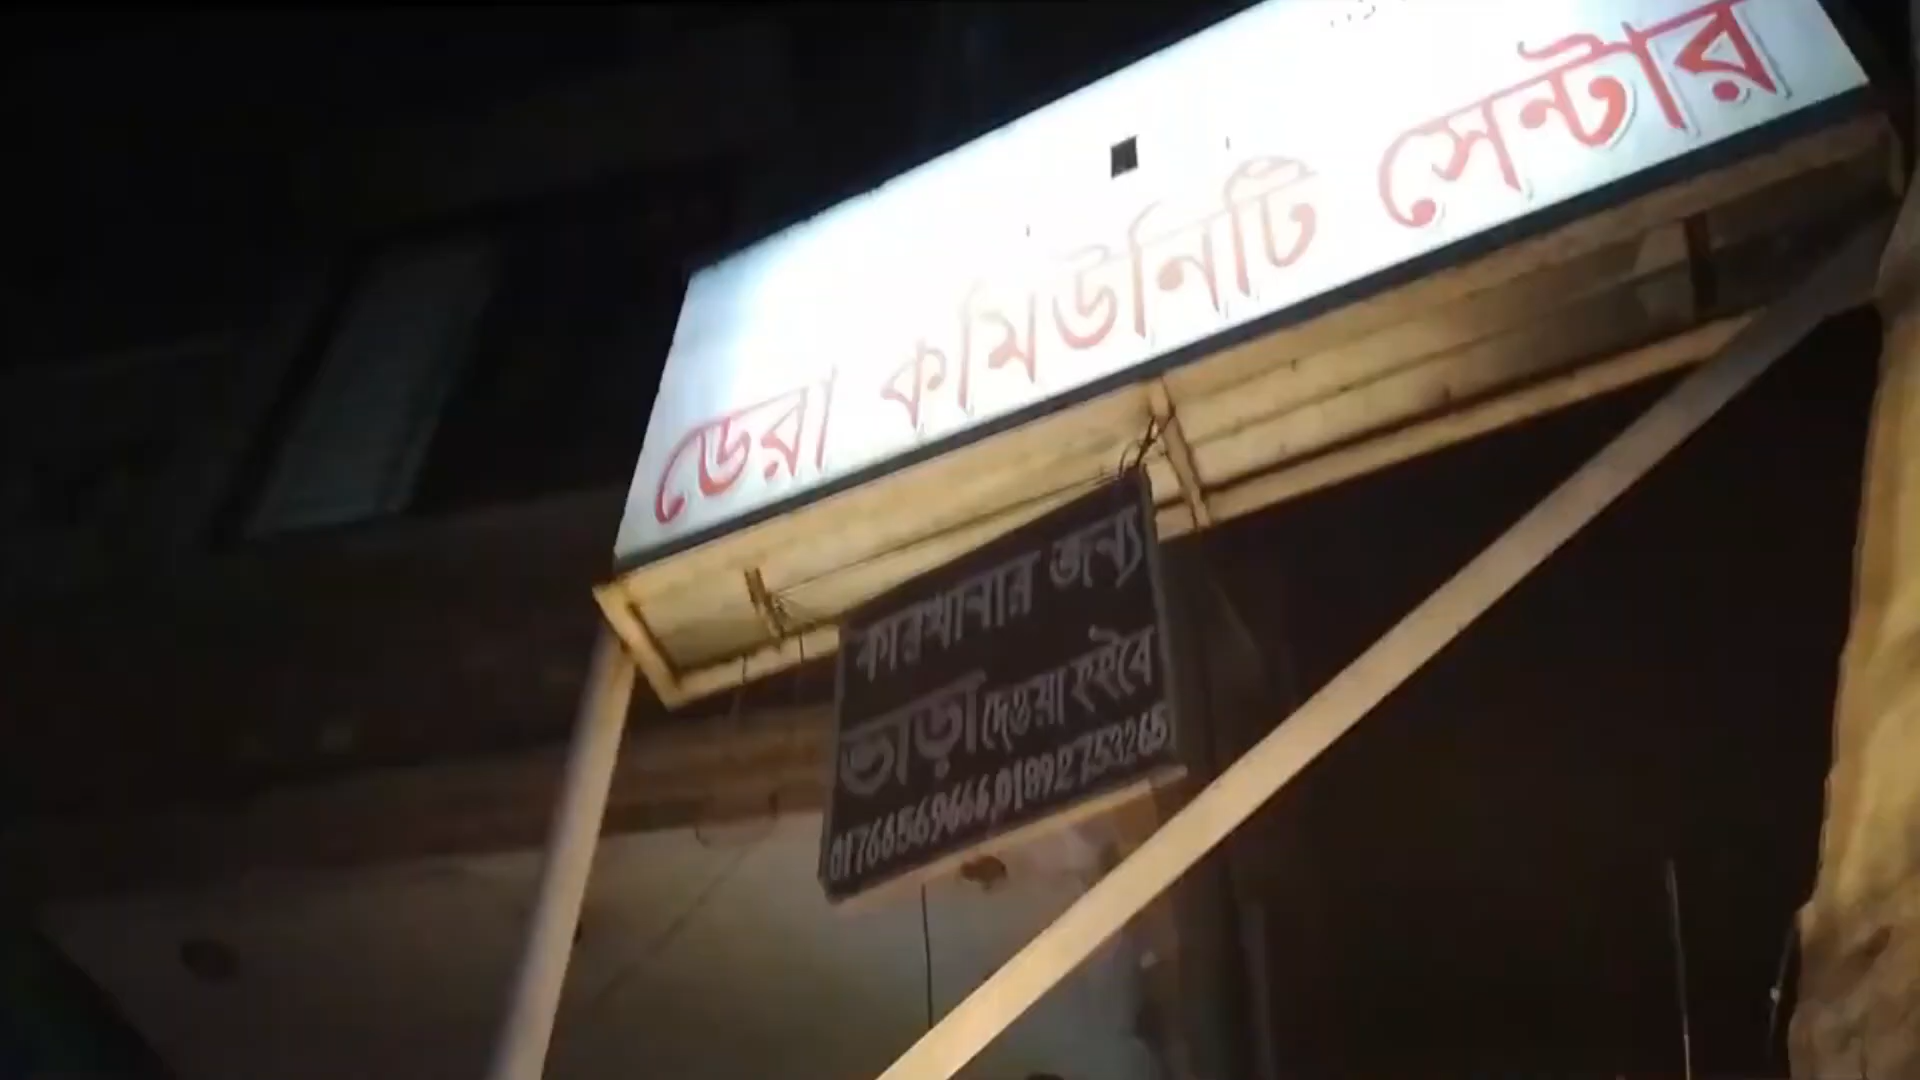 ডেরা কমিউনিটি সেন্টার
কারখানার জন্য
ভাড়া দেওয়া হইবে
01766569666,01892753265